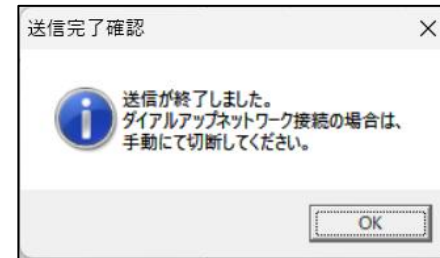 送信完了確認
送信が終了しました。
ダイアルアップネットワーク接続の場合は、
手動にて切断してください。
OK